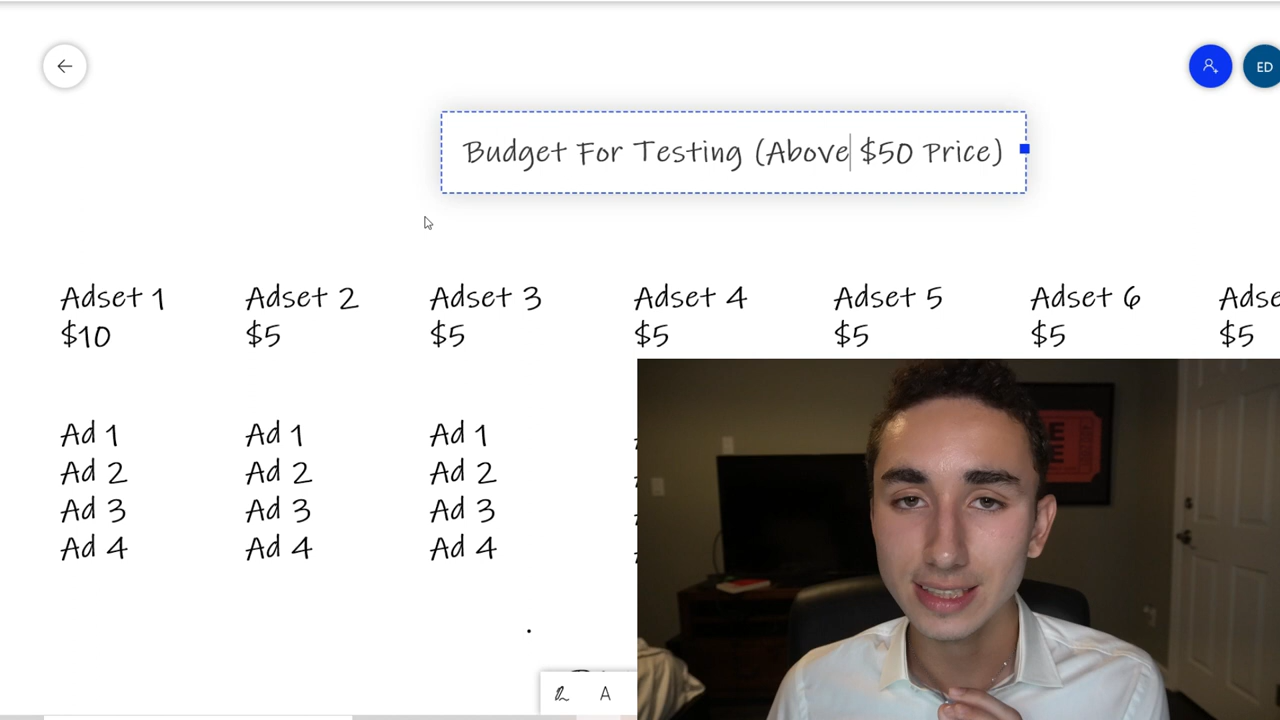 ED
Budget For Testing (Above $50 Price)
Adset 1 Adset 2 Adset 3 Adset 4 Adset 5 Adset 6 Adse
$10 $5 $5 $5 $5 $5 $5
Ad 1 Ad 1 Ad 1
Ad 2 Ad 2 Ad 2
Ad 3 Ad 3 Ad 3
Ad 4 Ad 4 Ad 4
A